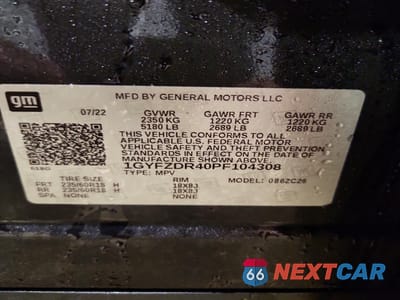 gm
MFD BY GENERAL MOTORS LLC
07/22
GVWR GAWR FRT GAWR RR
2350 KG 1220 KG 1220 KG
5180 LB 2689 LB 2689 LB
THIS VEHICLE CONFORMS TO ALL
APPLICABLE U.S. FEDERAL MOTOR
VEHICLE SAFETY AND THEFT PREVENTION
STANDARDS IN EFFECT ON THE DATE OF
MANUFACTURE SHOWN ABOVE.
1GYFZDR40PF104308
TYPE: MPV MODEL: 0B6ZC26
TIRE SIZE RIM
FRT 235/60R18 H 18X8J
RR 235/60R18 H 18X8J
SPA NONE NONE
66 NEXTCAR